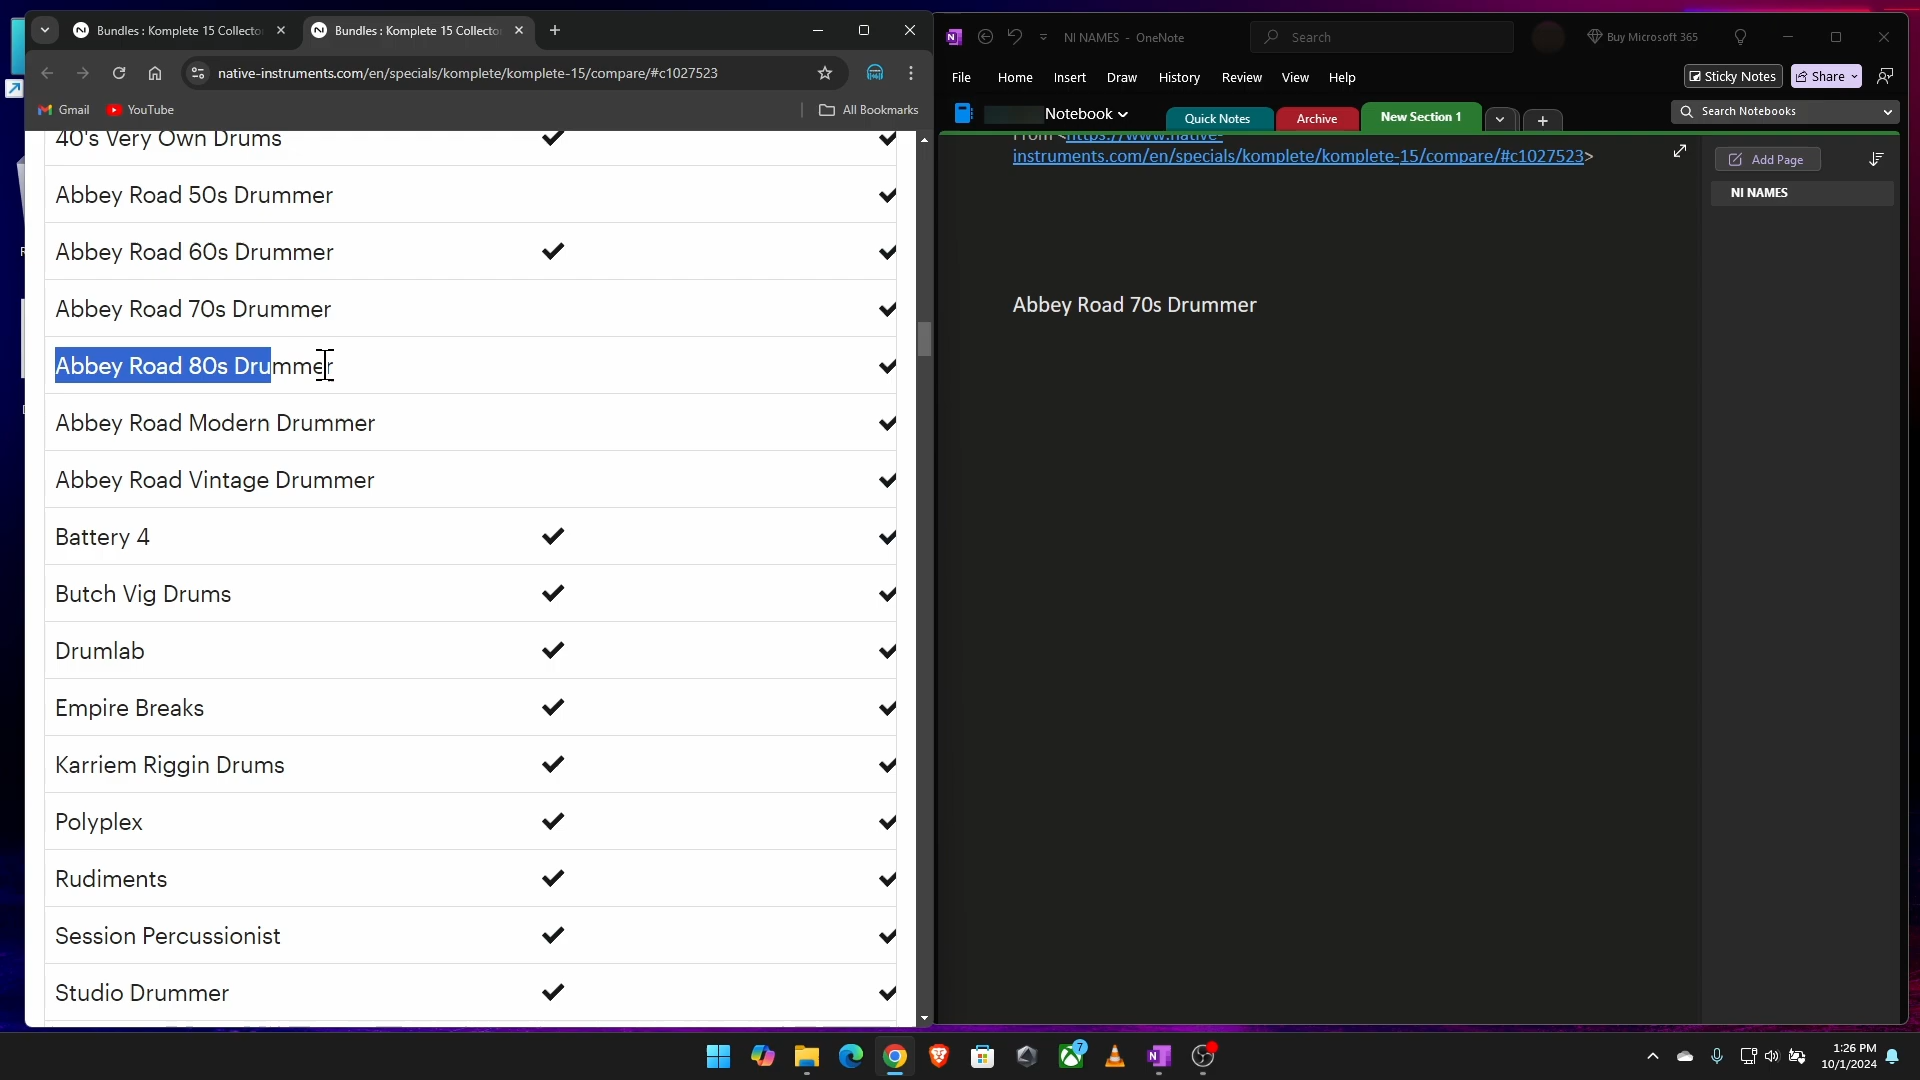 Bundles : Komplete 15 Collecto
Bundles : Komplete 15 Collecto
native-instruments.com/en/specials/komplete/komplete-15/compare/#c1027523
Gmail
YouTube
All Bookmarks
40's Very Own Drums
Abbey Road 50s Drummer
Abbey Road 60s Drummer
Abbey Road 70s Drummer
Abbey Road 80s Drummer
Abbey Road Modern Drummer
Abbey Road Vintage Drummer
Battery 4
Butch Vig Drums
Drumlab
Empire Breaks
Karriem Riggin Drums
Polyplex
Rudiments
Session Percussionist
Studio Drummer
NI NAMES - OneNote
Search
Buy Microsoft 365
File Home Insert Draw History Review View Help
Sticky Notes
Share
Notebook
Quick Notes
Archive
New Section 1
Search Notebooks
From <https://www.native-
instruments.com/en/specials/komplete/komplete-15/compare/#c1027523>
Abbey Road 70s Drummer
Add Page
NI NAMES
7
1:26 PM
10/1/2024